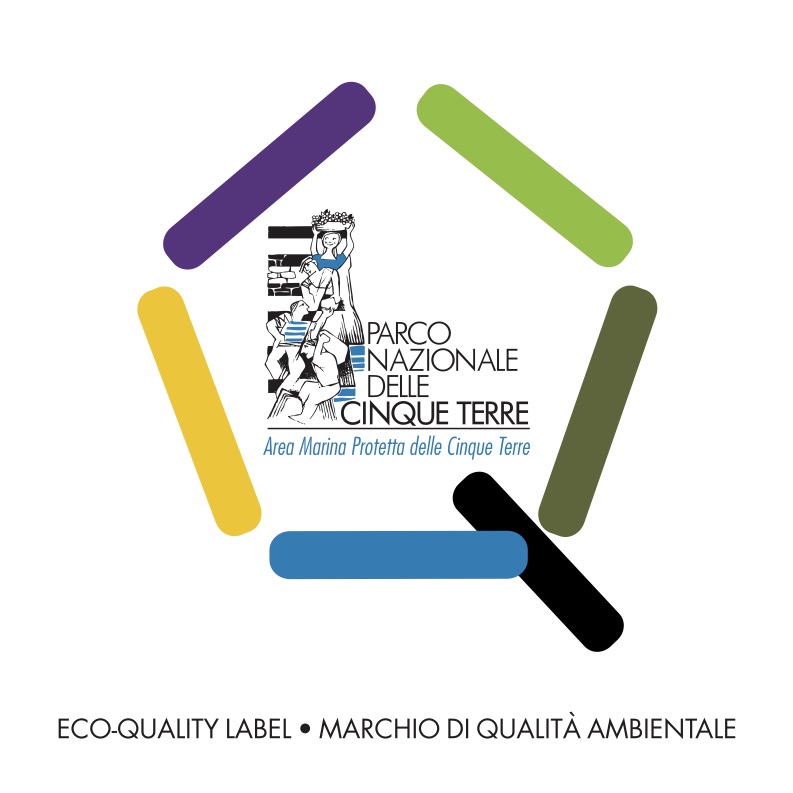 PARCO
NAZIONALE
DELLE
CINQUE TERRE
Area Marina Protetta delle Cinque Terre
ECO-QUALITY LABEL • MARCHIO DI QUALITÀ AMBIENTALE